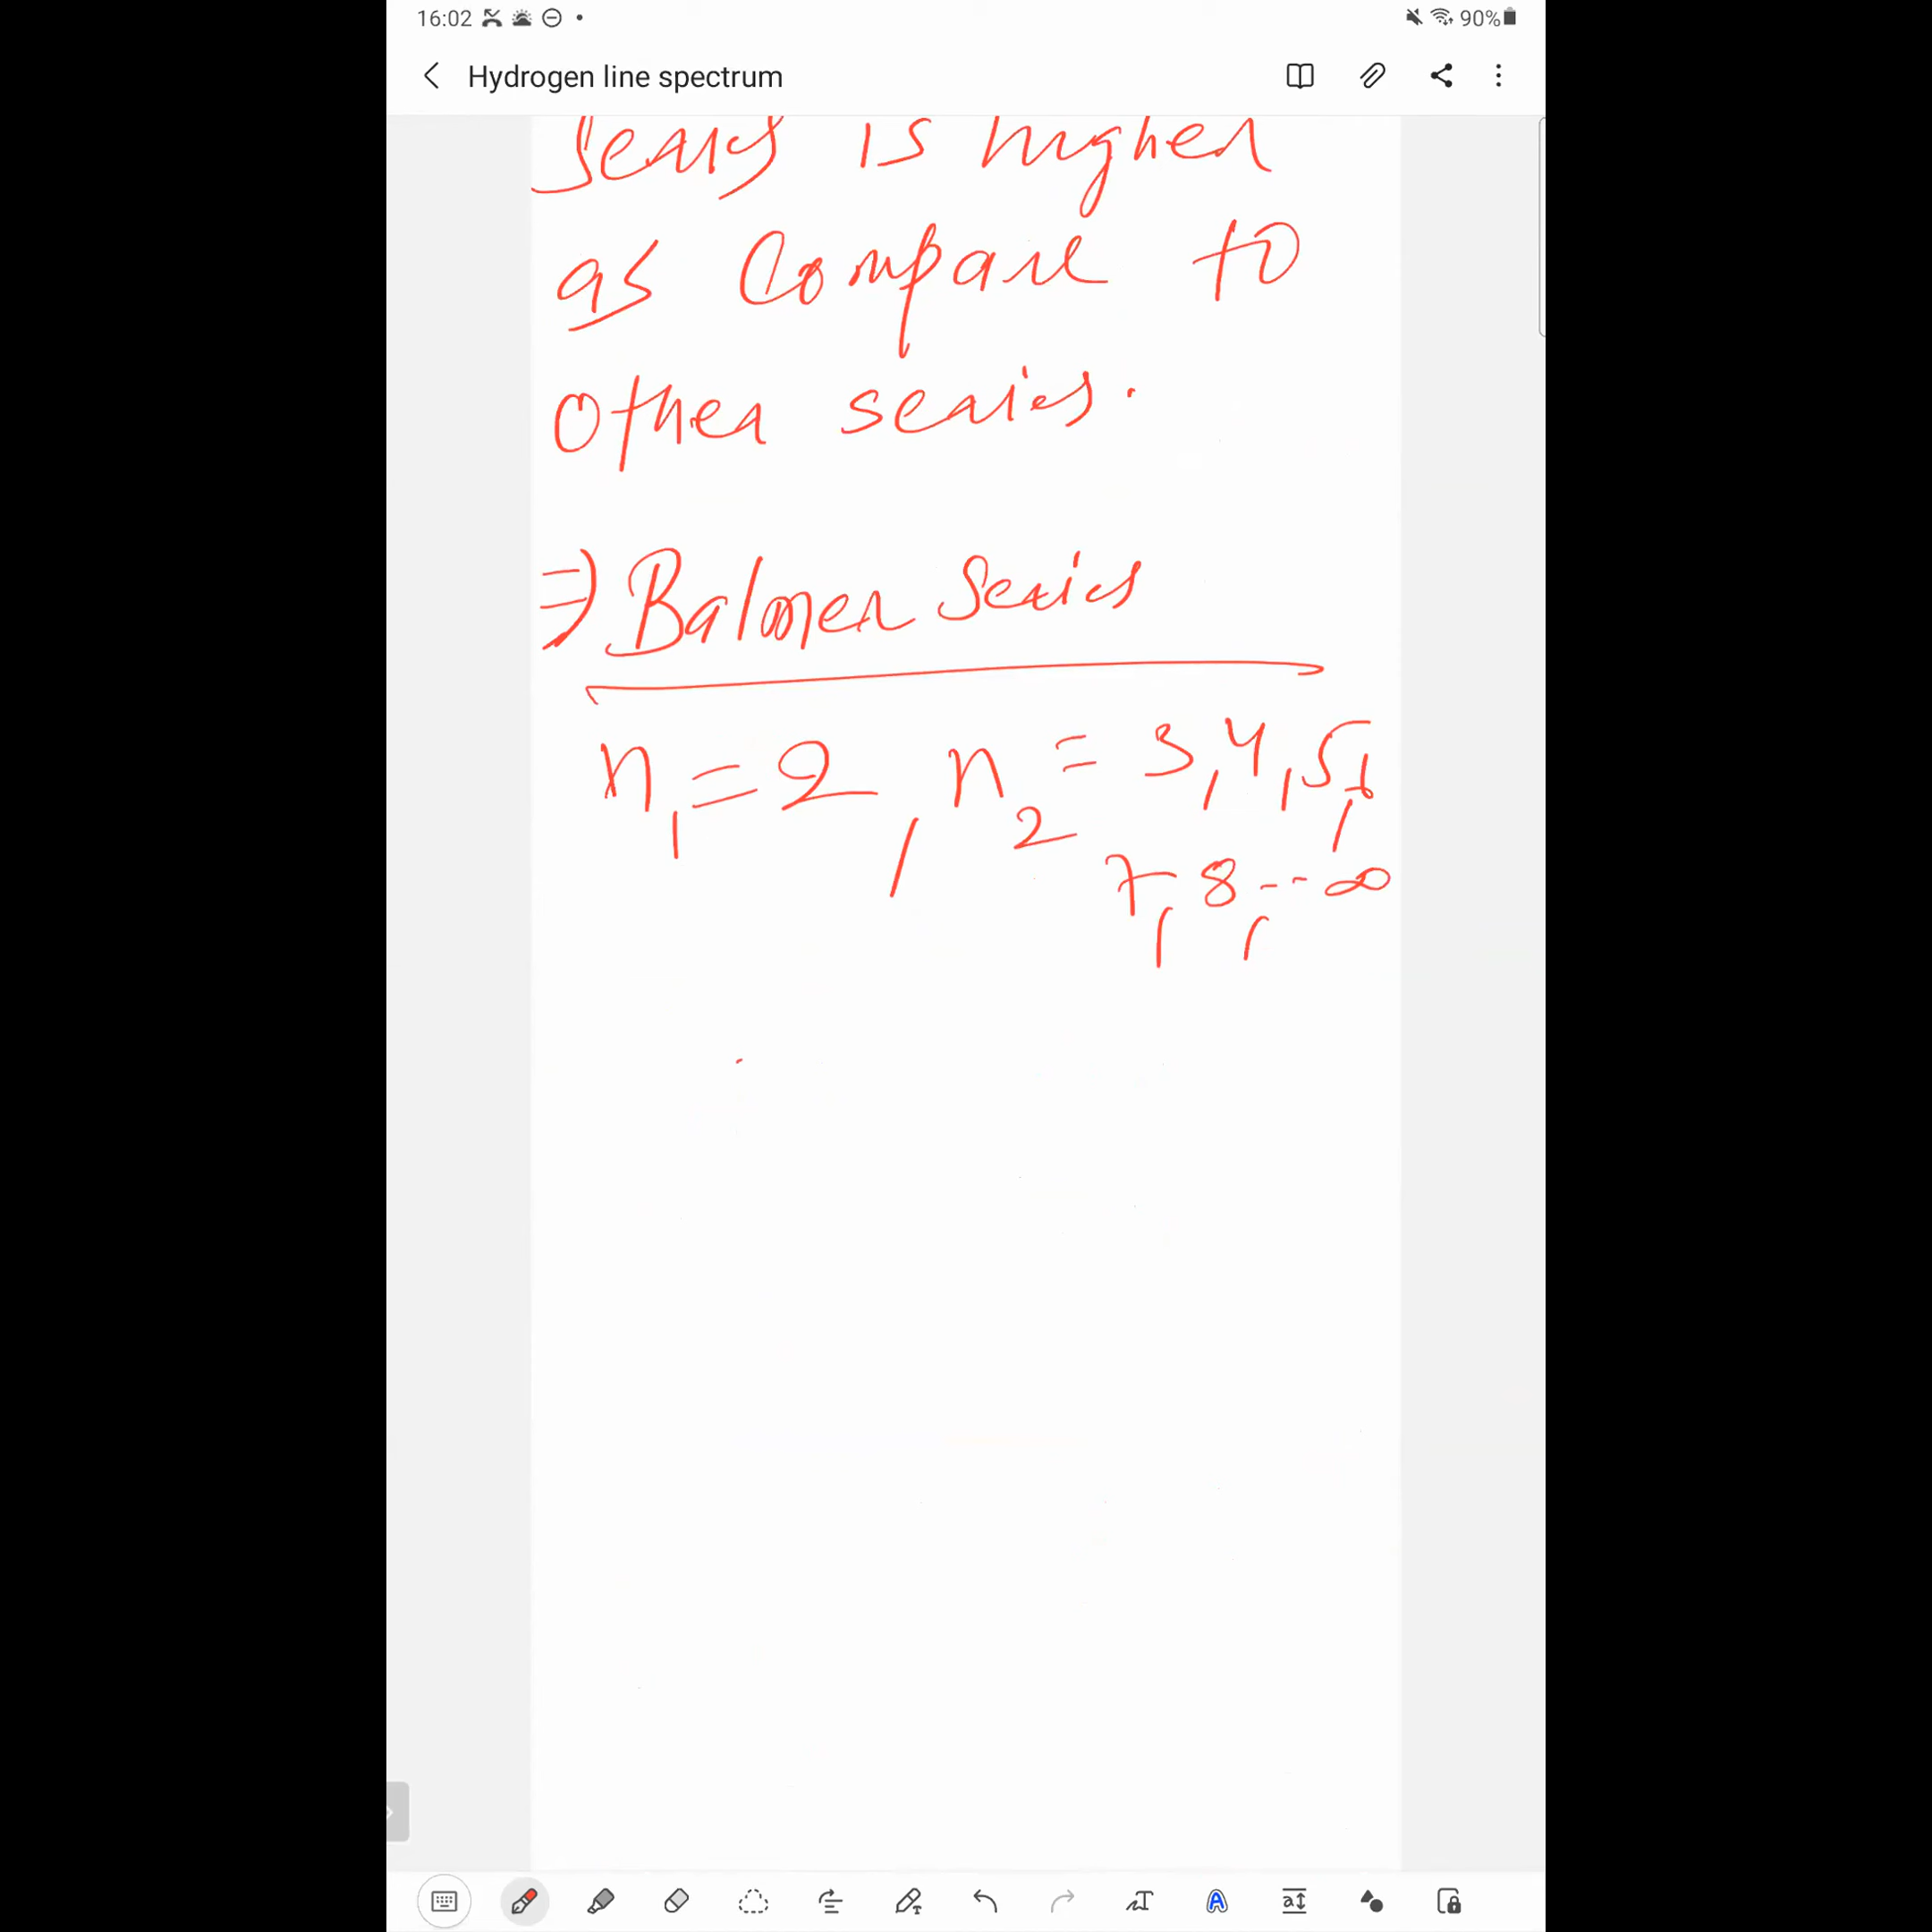 16:02
90%
Hydrogen line spectrum
Series is higher
as Compare to
other series.
⇒ Balmer Series
n₁ = 2, n₂ = 3, 4, 5, 6
7, 8, -- ∞